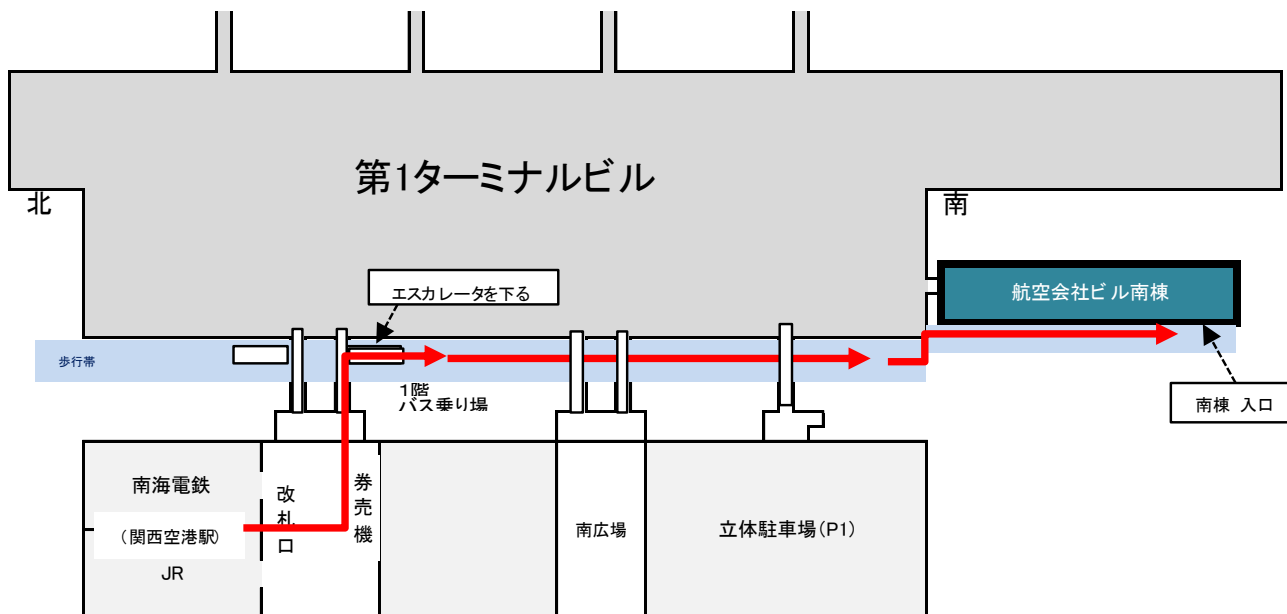 第1ターミナルビル
北
南
エスカレータを下る
航空会社ビル南棟
歩行帯
1階
バス乗り場
南棟 入口
南海電鉄
(関西空港駅)
JR
改札口
券売機
南広場
立体駐車場(P1)